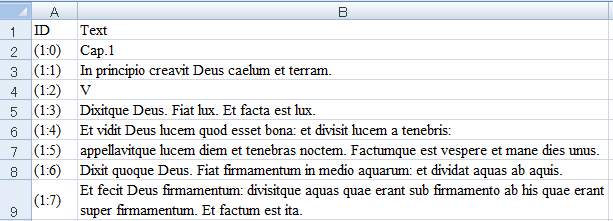 A B
1 ID Text
2 (1:0) Cap.1
3 (1:1) In principio creavit Deus caelum et terram.
4 (1:2) V
5 (1:3) Dixitque Deus. Fiat lux. Et facta est lux.
6 (1:4) Et vidit Deus lucem quod esset bona: et divisit lucem a tenebris:
7 (1:5) appellavitque lucem diem et tenebras noctem. Factumque est vespere et mane dies unus.
8 (1:6) Dixit quoque Deus. Fiat firmamentum in medio aquarum: et dividat aquas ab aquis.
9 (1:7) Et fecit Deus firmamentum: divisitque aquas quae erant sub firmamento ab his quae erant
super firmamentum. Et factum est ita.